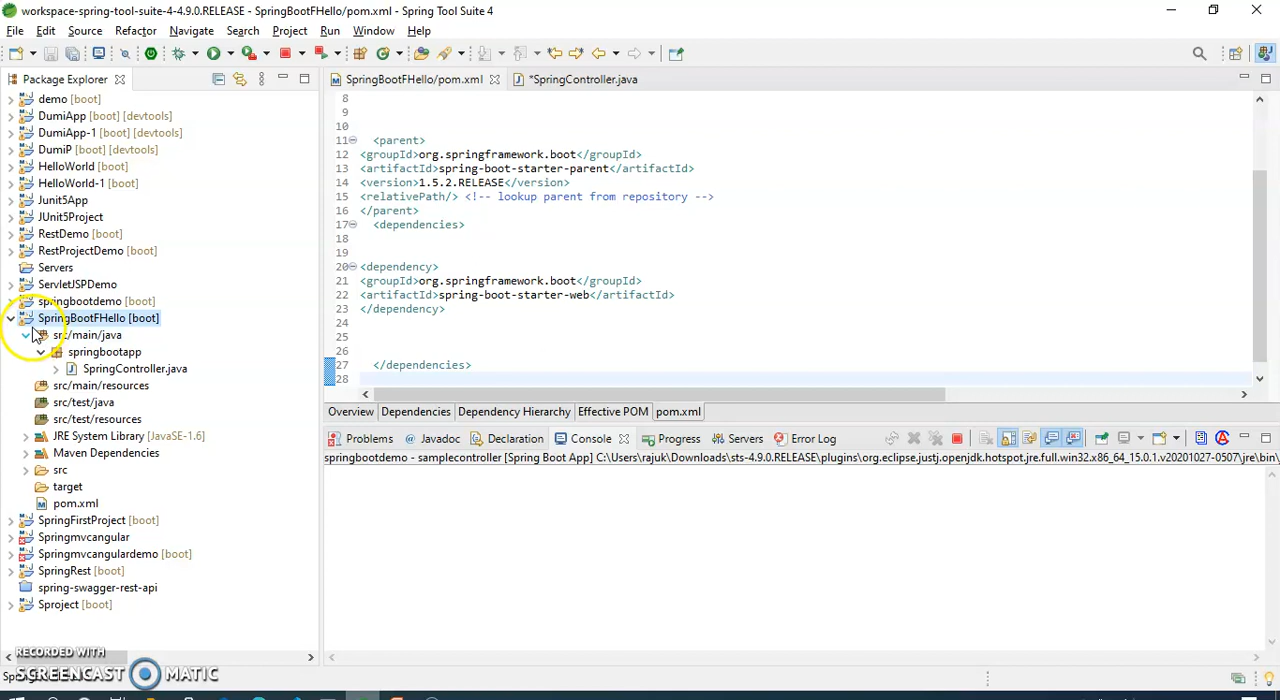 workspace-spring-tool-suite-4-4.9.0.RELEASE - SpringBootFHello/pom.xml - Spring Tool Suite 4
File Edit Source Refactor Navigate Search Project Run Window Help
Package Explorer
SpringBootFHello/pom.xml
*SpringController.java
demo [boot]
DumiApp [boot] [devtools]
DumiApp-1 [boot] [devtools]
DumiP [boot] [devtools]
HelloWorld [boot]
HelloWorld-1 [boot]
Junit5App
JUnit5Project
RestDemo [boot]
RestProjectDemo [boot]
Servers
ServletJSPDemo
springbootdemo [boot]
SpringBootFHello [boot]
src/main/java
springbootapp
SpringController.java
src/main/resources
src/test/java
src/test/resources
JRE System Library [JavaSE-1.6]
Maven Dependencies
src
target
pom.xml
SpringFirstProject [boot]
Springmvcangular
Springmvcangulardemo [boot]
SpringRest [boot]
spring-swagger-rest-api
Sproject [boot]
8
9
10
11 <parent>
12 <groupId>org.springframework.boot</groupId>
13 <artifactId>spring-boot-starter-parent</artifactId>
14 <version>1.5.2.RELEASE</version>
15 <relativePath/> <!-- lookup parent from repository -->
16 </parent>
17 <dependencies>
18
19
20 <dependency>
21 <groupId>org.springframework.boot</groupId>
22 <artifactId>spring-boot-starter-web</artifactId>
23 </dependency>
24
25
26
27 </dependencies>
28
Overview Dependencies Dependency Hierarchy Effective POM pom.xml
Problems Javadoc Declaration Console Progress Servers Error Log
springbootdemo - simplecontroller [Spring Boot App] C:\Users\rajuk\Downloads\sts-4.9.0.RELEASE\plugins\org.eclipse.justj.openjdk.hotspot.jre.full.win32.x86_64_15.0.1.v20201027-0507\jre\bin\
RECORDED WITH
SCREENCAST MATIC